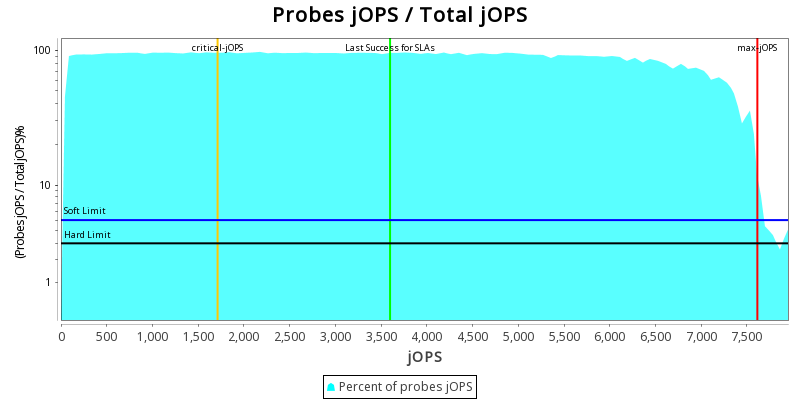 Probes jOPS / Total jOPS
critical-jOPS
Last Success for SLAs
max-jOPS
100
10
1
(Probes jOPS / Total jOPS)%
Soft Limit
Hard Limit
0 500 1,000 1,500 2,000 2,500 3,000 3,500 4,000 4,500 5,000 5,500 6,000 6,500 7,000 7,500
jOPS
Percent of probes jOPS